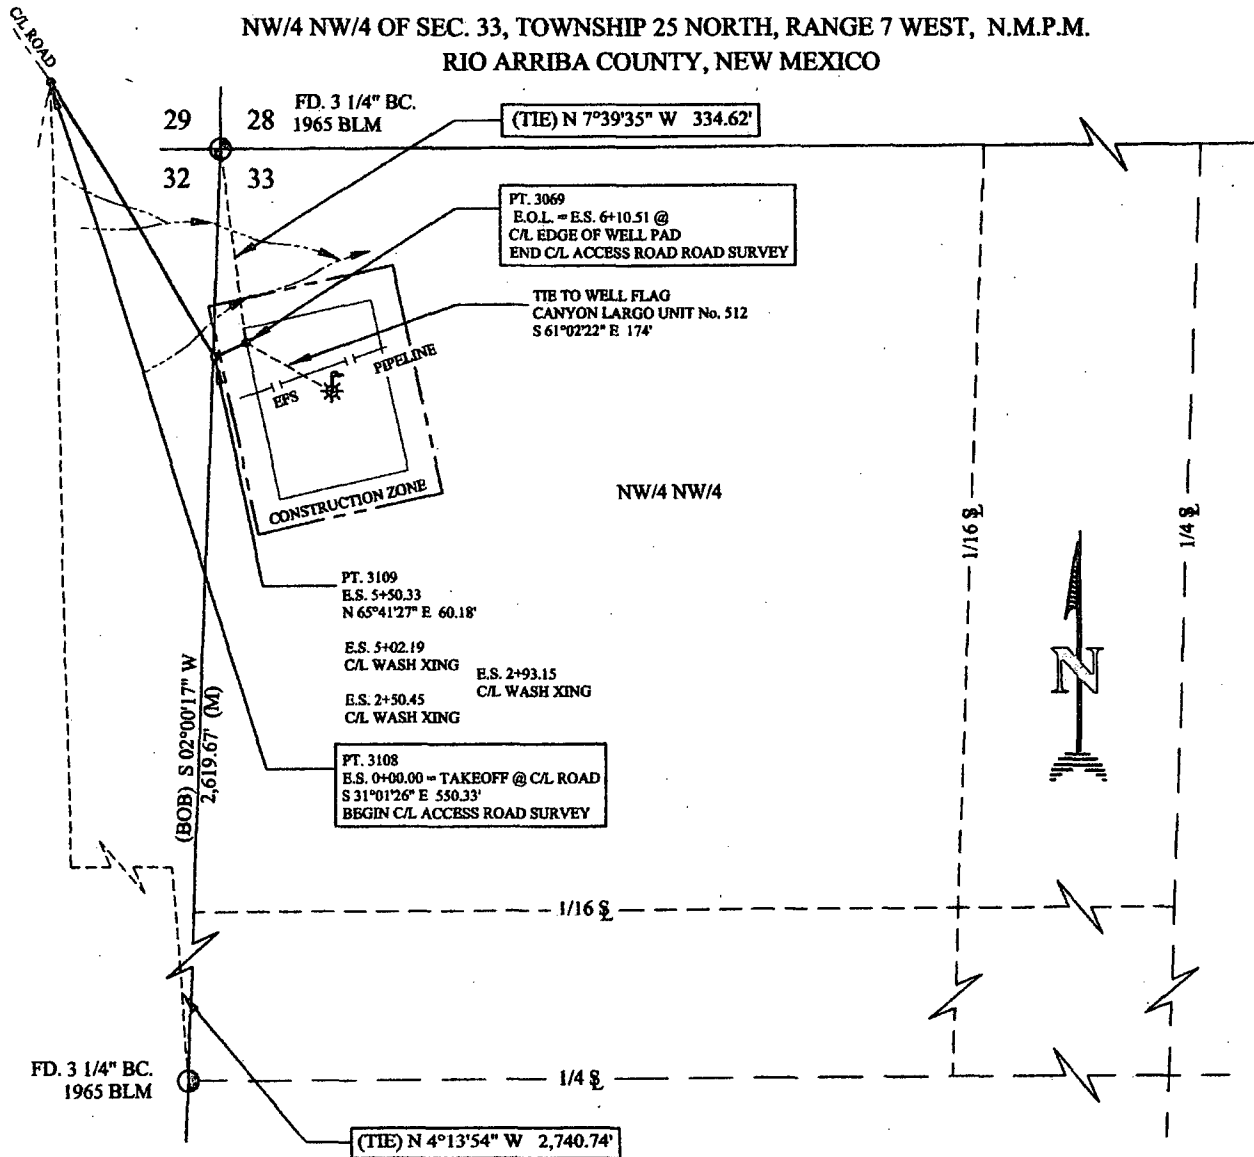 NW/4 NW/4 OF SEC. 33, TOWNSHIP 25 NORTH, RANGE 7 WEST, N.M.P.M.
RIO ARRIBA COUNTY, NEW MEXICO
C/L ROAD
29
28
32
33
FD. 3 1/4" BC.
1965 BLM
(TIE) N 7°39'35" W 334.62'
PT. 3069
E.O.L. = E.S. 6+10.51 @
C/L EDGE OF WELL PAD
END C/L ACCESS ROAD ROAD SURVEY
TIE TO WELL FLAG
CANYON LARGO UNIT No. 512
S 61°02'22" E 174'
PIPELINE
EFS
CONSTRUCTION ZONE
NW/4 NW/4
1/16 S/L
1/4 S/L
N
PT. 3109
E.S. 5+50.33
N 65°41'27" E 60.18'
E.S. 5+02.19
C/L WASH XING
E.S. 2+93.15
C/L WASH XING
E.S. 2+50.45
C/L WASH XING
(BOB) S 02°00'17" W
2,619.67' (M)
PT. 3108
E.S. 0+00.00 = TAKEOFF @ C/L ROAD
S 31°01'26" E 550.33'
BEGIN C/L ACCESS ROAD SURVEY
1/16 S/L
FD. 3 1/4" BC.
1965 BLM
1/4 S/L
(TIE) N 4°13'54" W 2,740.74'